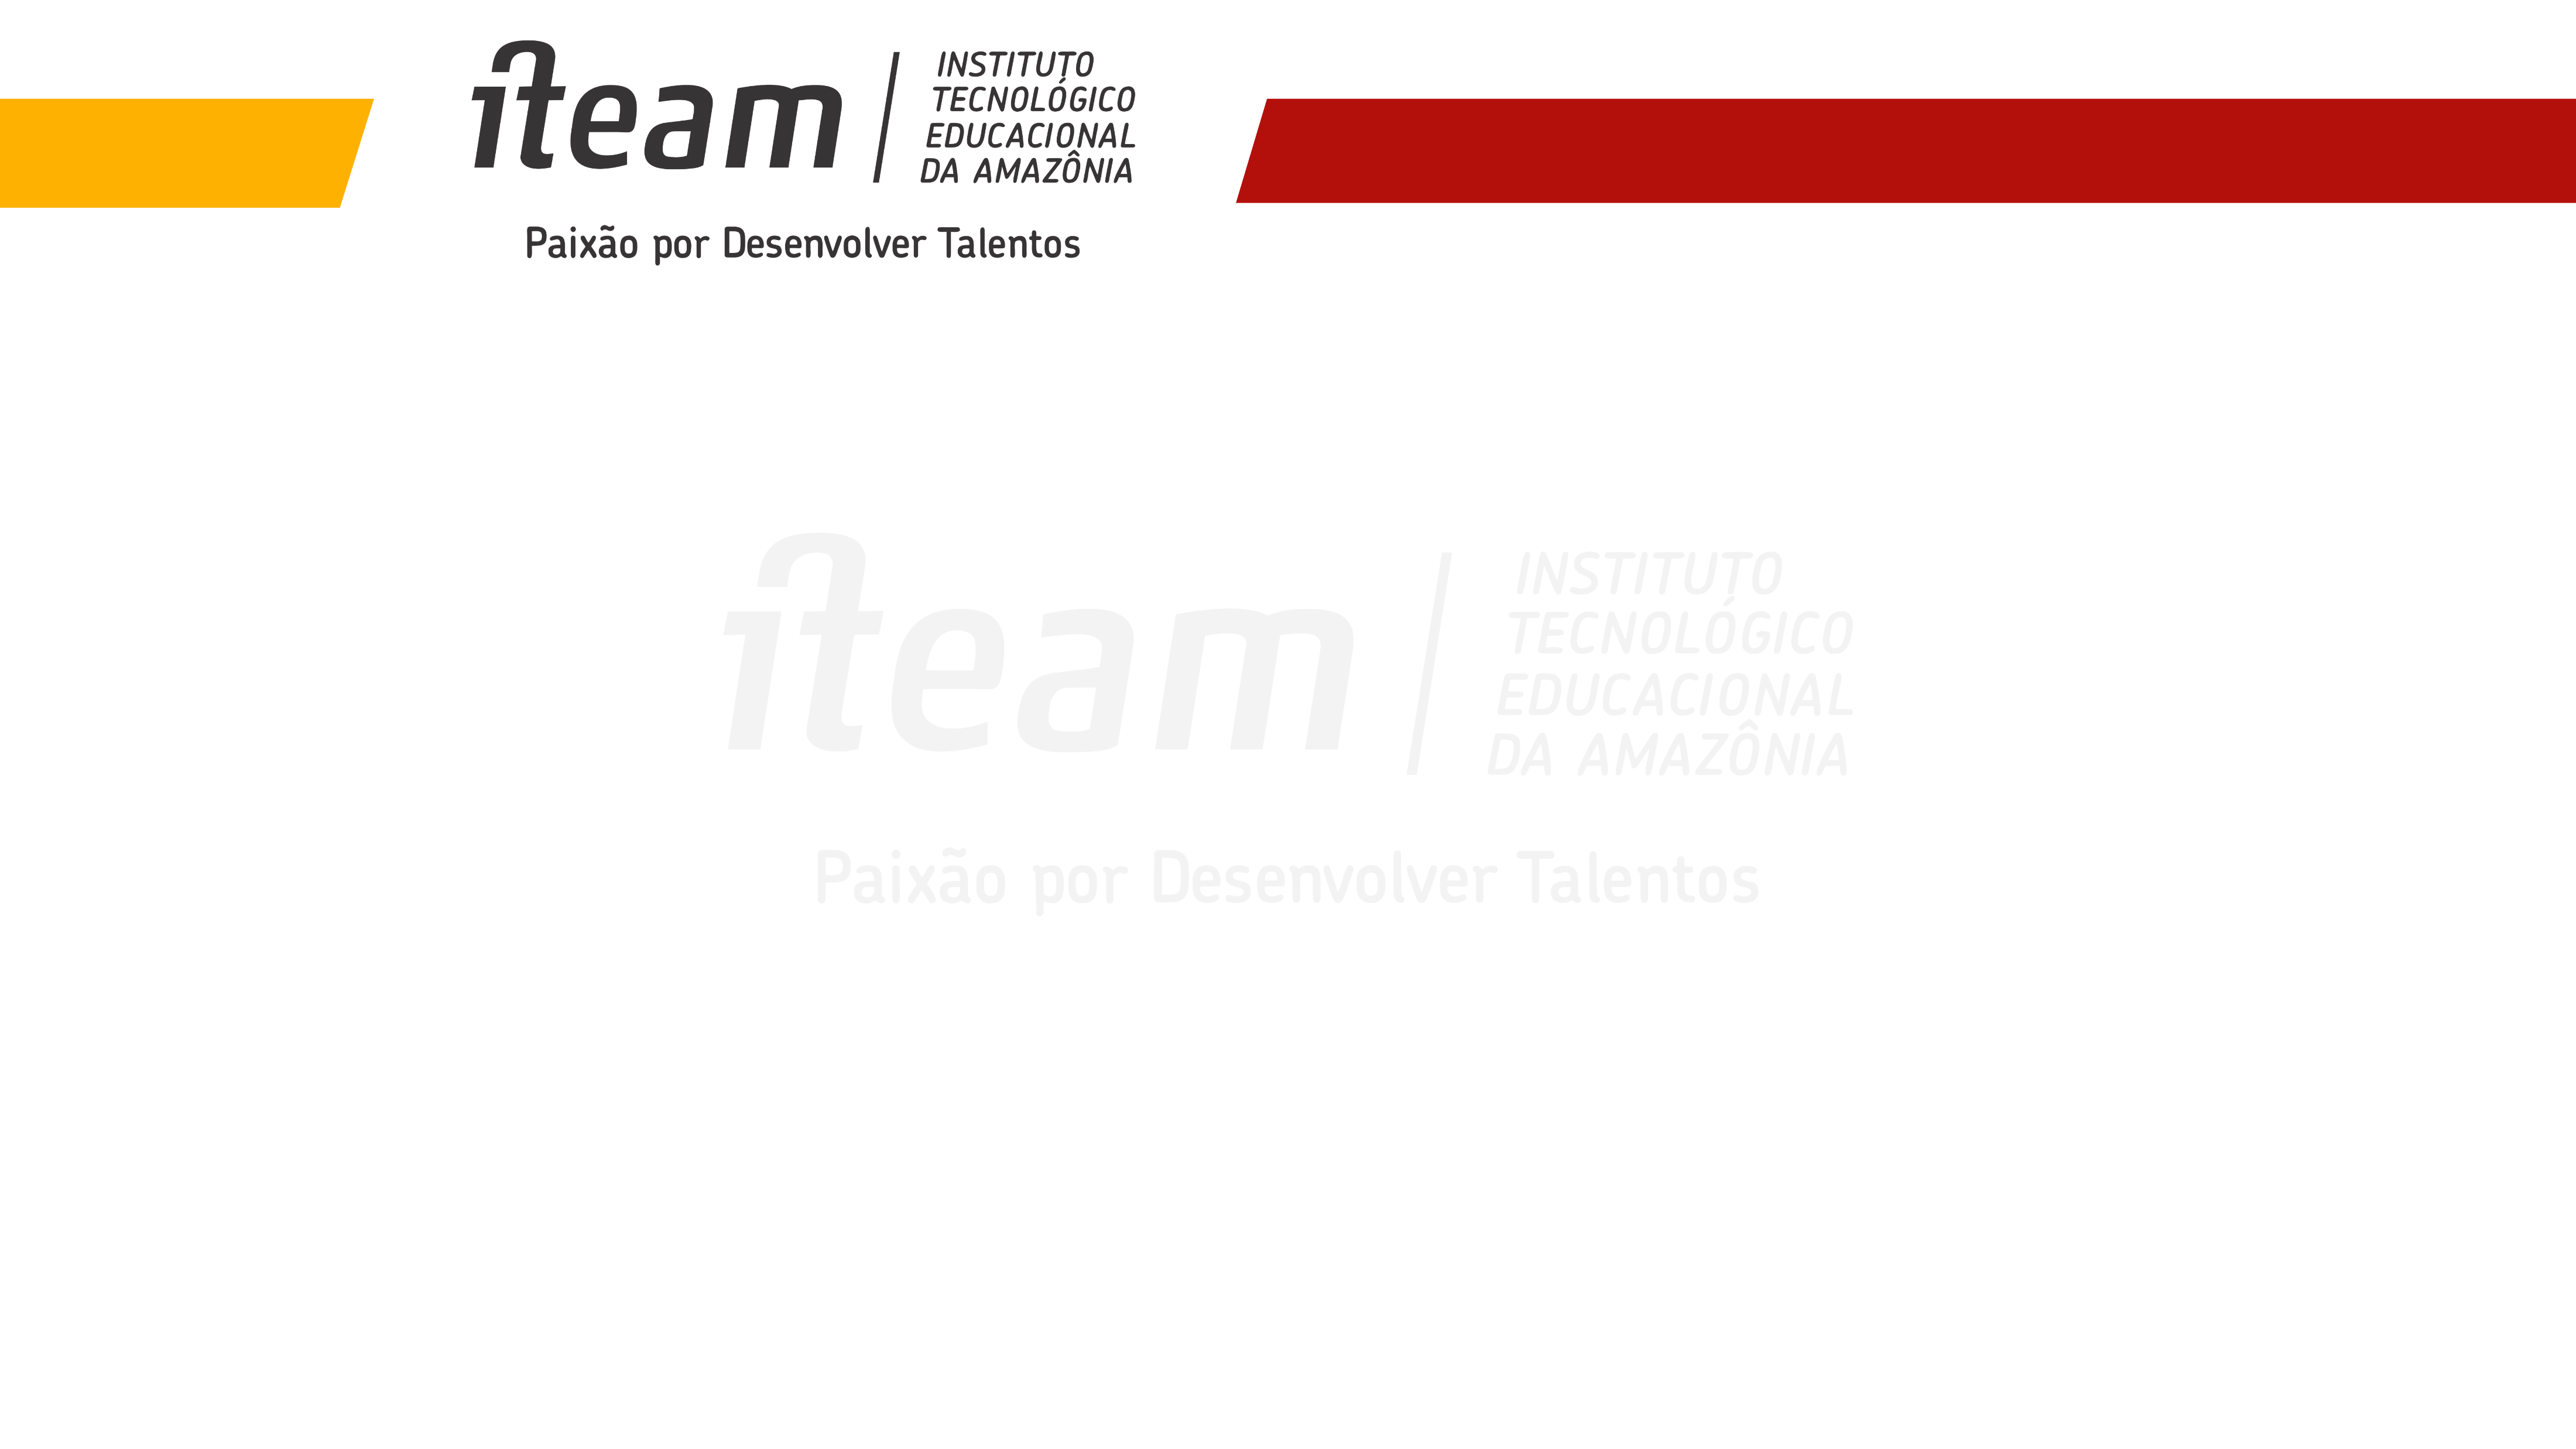 iteam
INSTITUTO
TECNOLÓGICO
EDUCACIONAL
DA AMAZÔNIA
Paixão por Desenvolver Talentos
iteam
INSTITUTO
TECNOLÓGICO
EDUCACIONAL
DA AMAZÔNIA
Paixão por Desenvolver Talentos